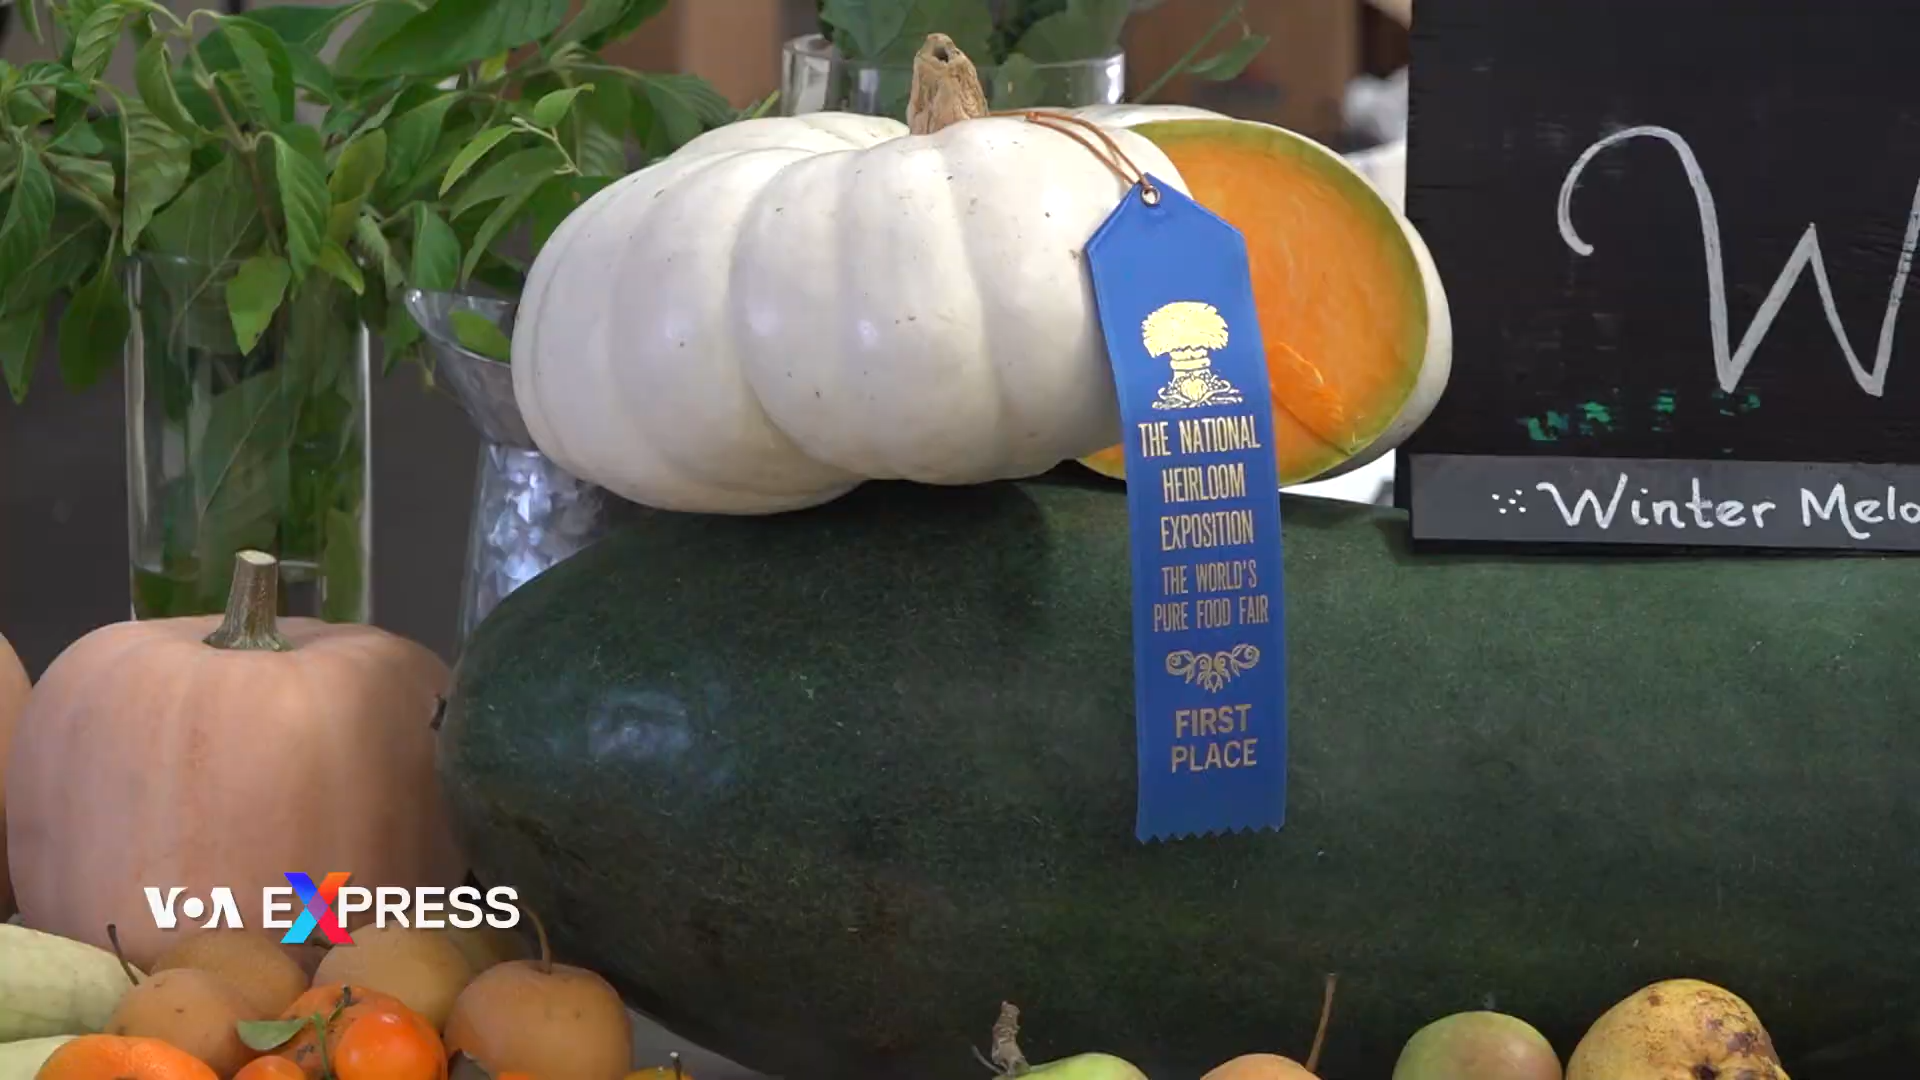 W
Winter Melo
THE NATIONAL
HEIRLOOM
EXPOSITION
THE WORLD'S
PURE FOOD FAIR
FIRST
PLACE
VOA EXPRESS